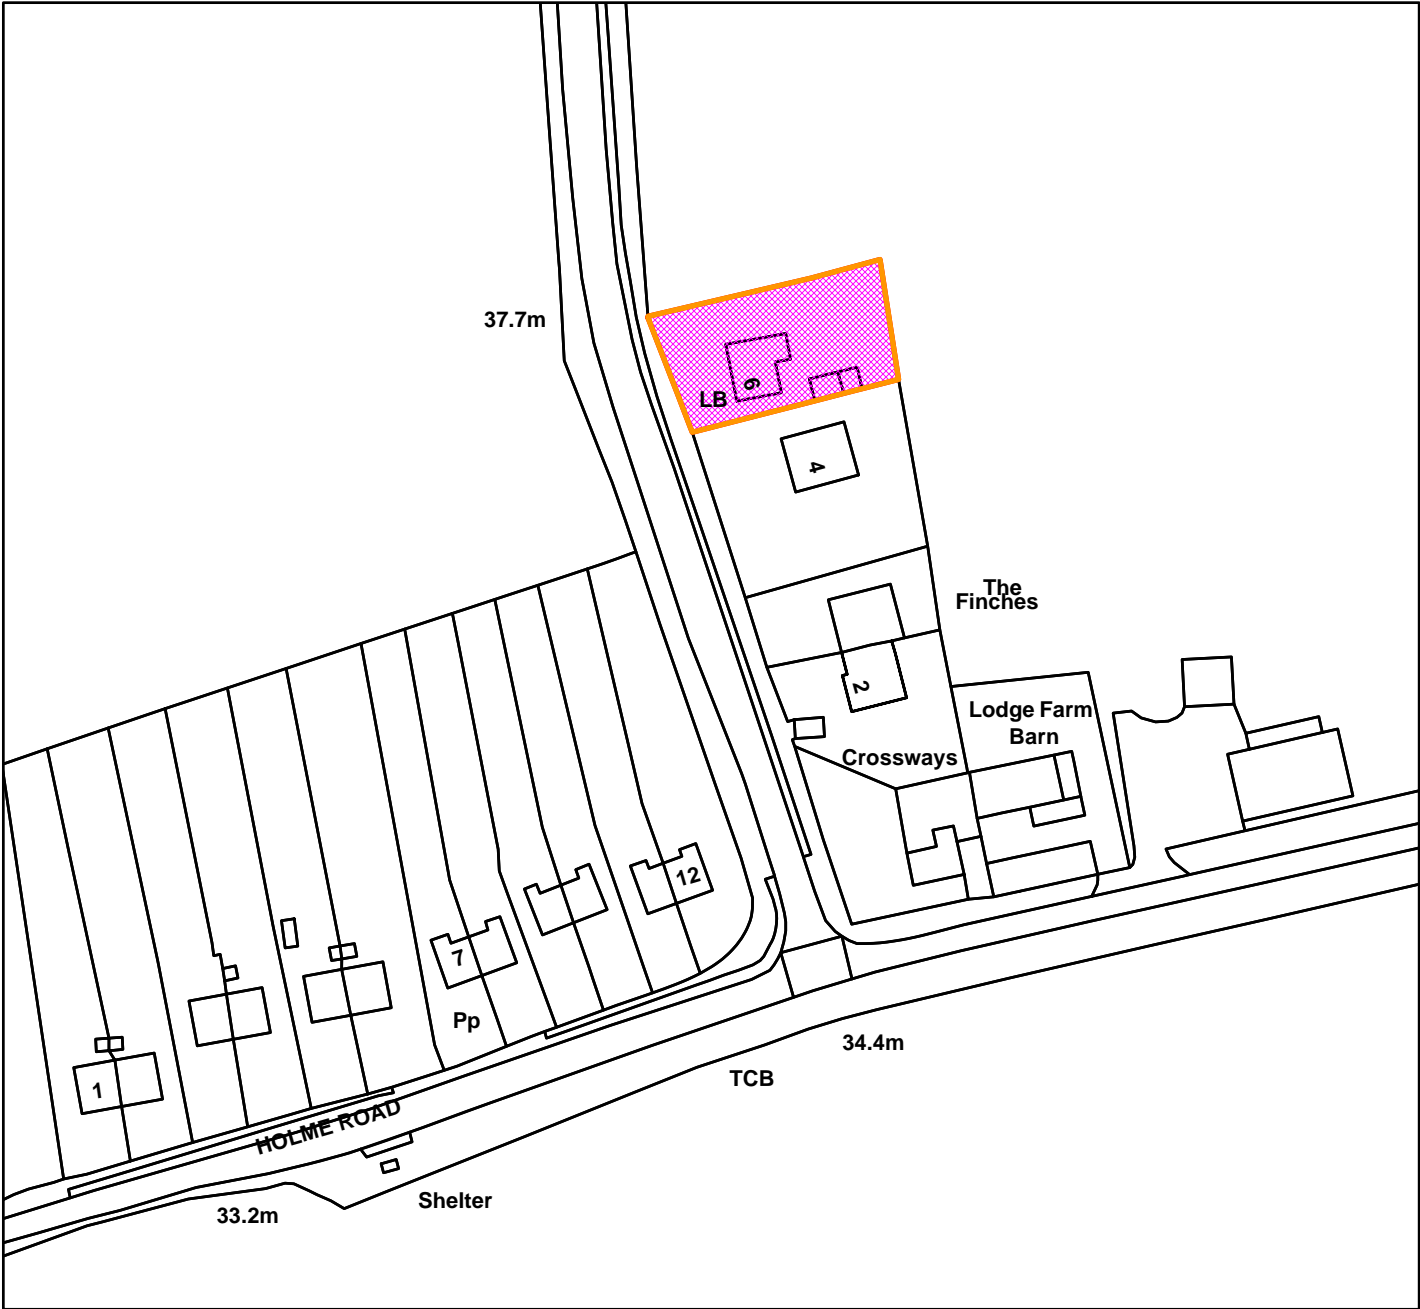 37.7m
LB
6
4
The
Finches
2
Lodge Farm
Barn
Crossways
12
7
Pp
34.4m
TCB
1
HOLME ROAD
Shelter
33.2m